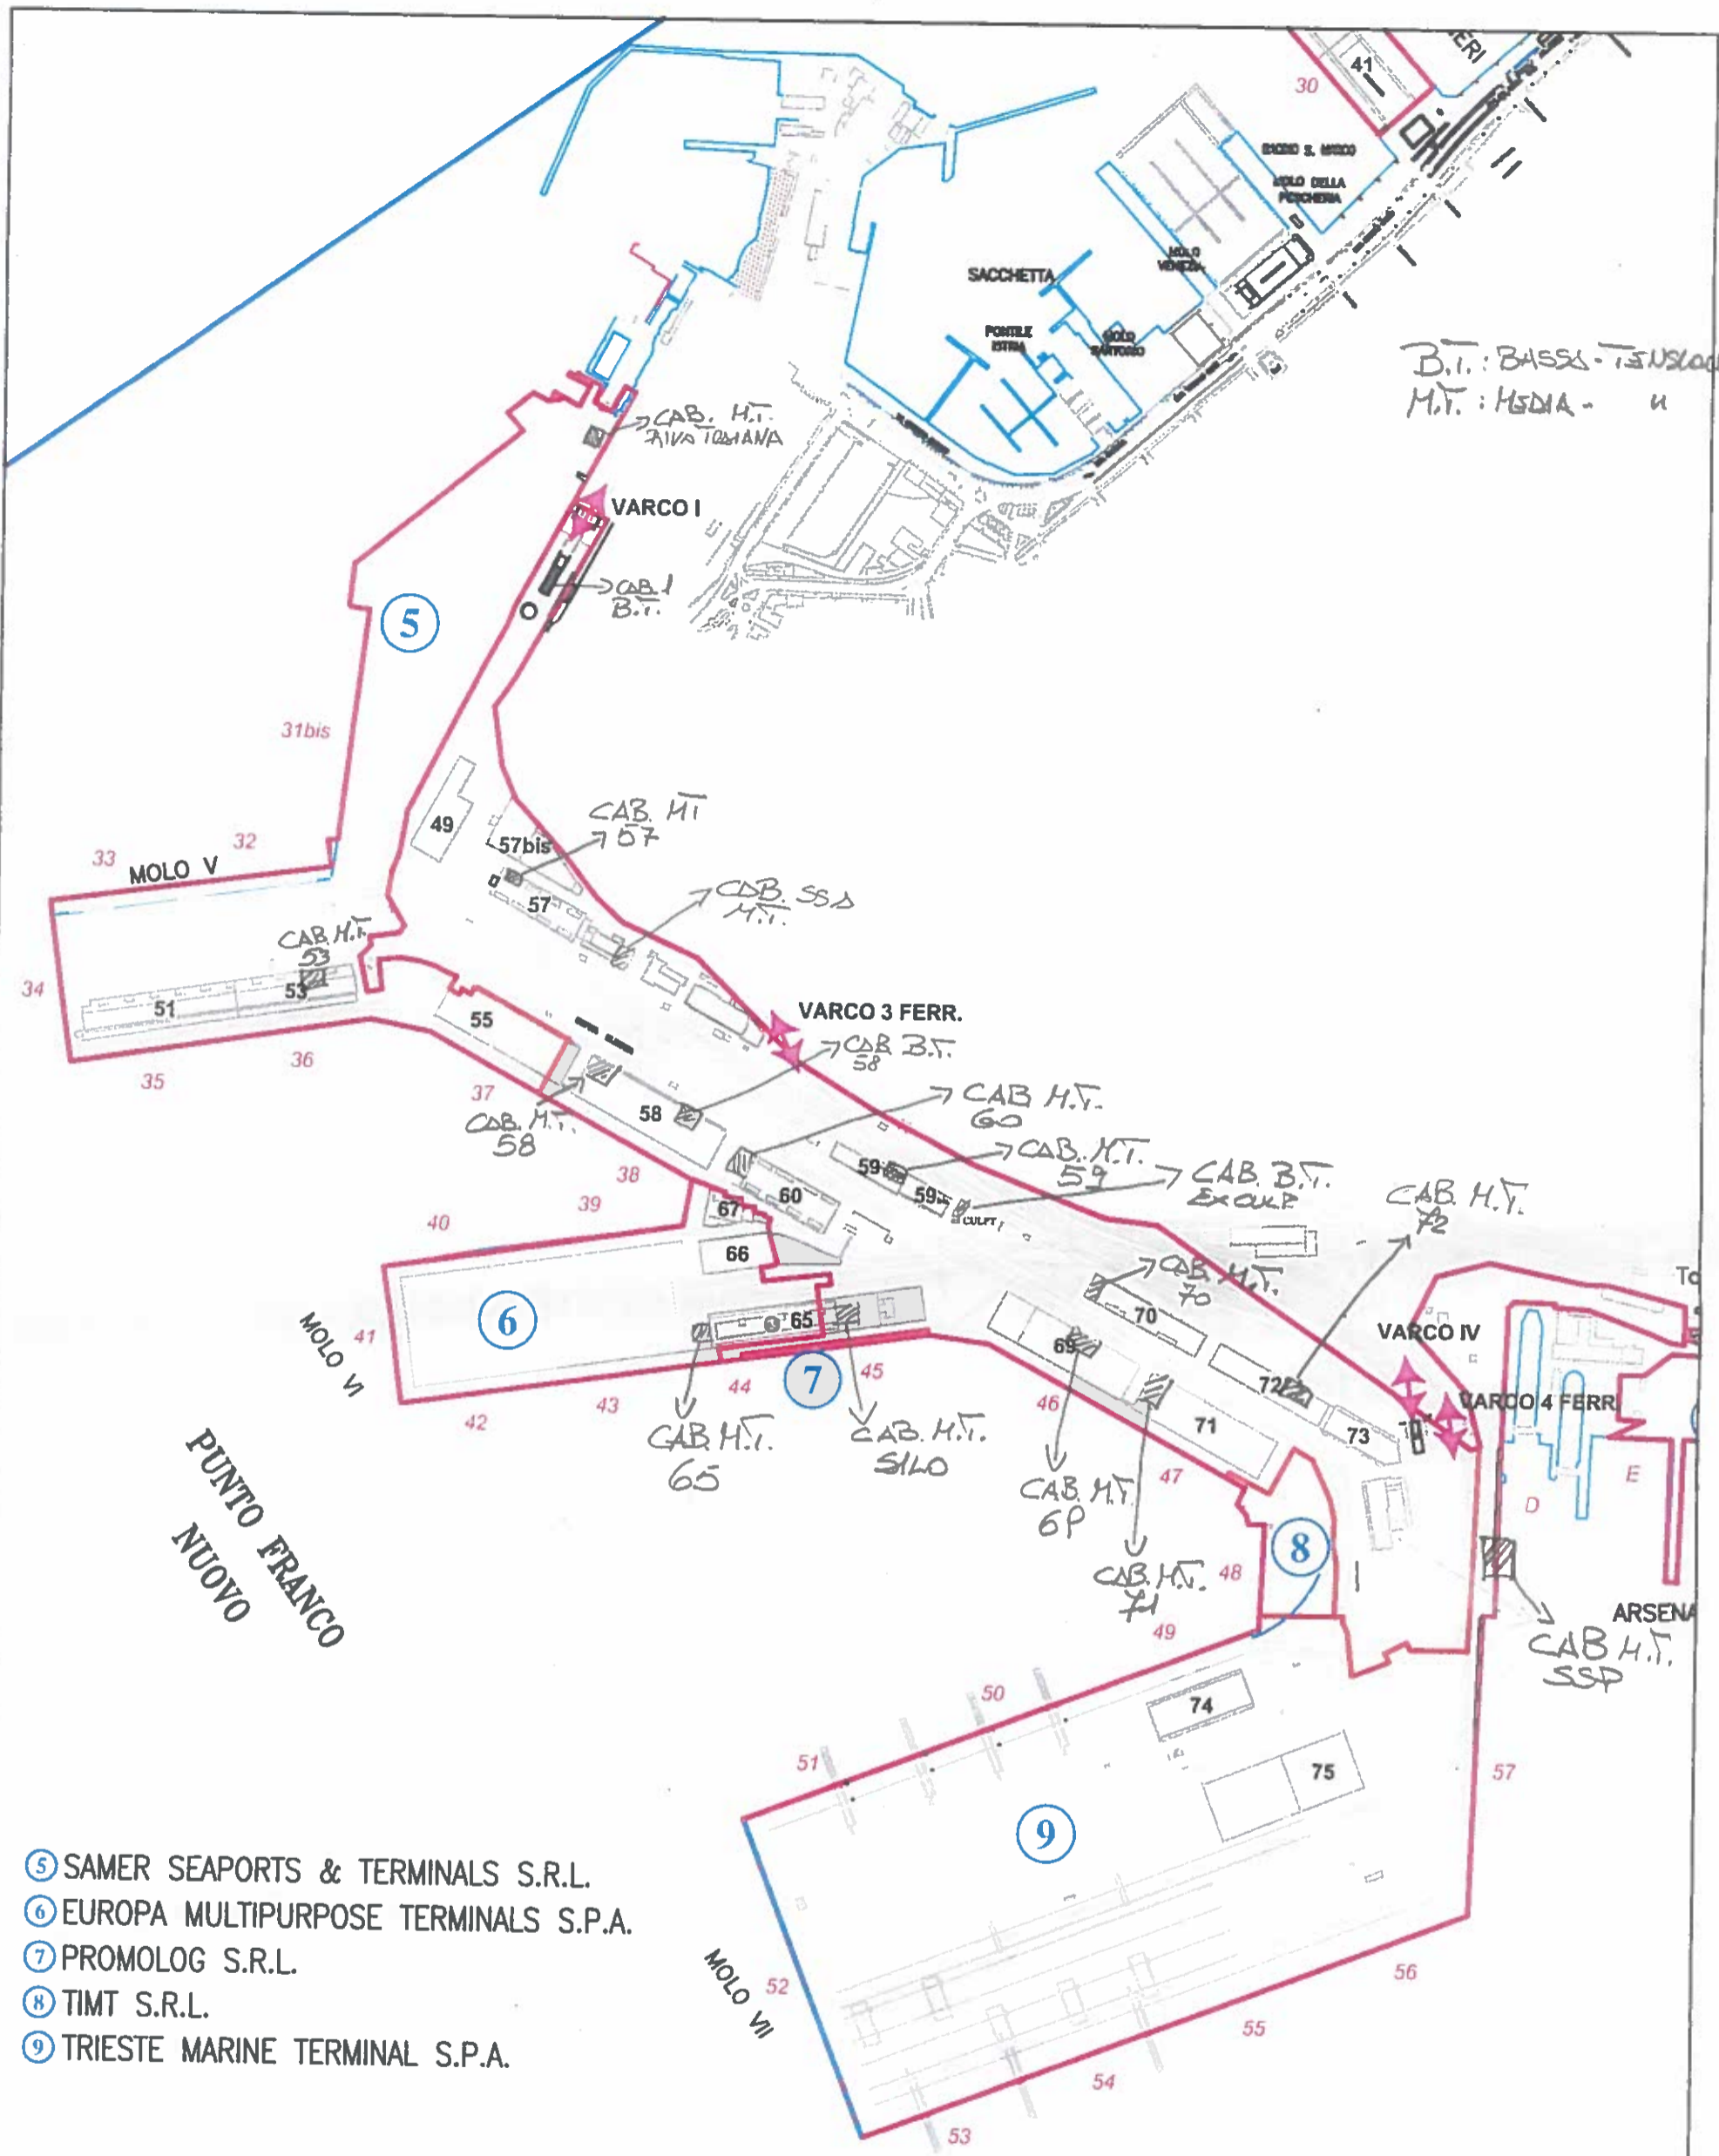 41
30
BAGNO S. MARCO
MOLO DELLA
PESCHERIA
MOLO
VENEZIA
SACCHETTA
PONTILE
ISTRIA
MOLO
SARTORIO
B.T.: BASSA-TENSIONE
M.T.: MEDIA - "
CAB. M.T.
RIVA TRAIANA
VARCO I
CAB. 1
B.T.
5
31bis
49
57bis
CAB. MT
57
32
33
MOLO V
57
CAB. SSA
M.T.
CAB. M.T.
53
34
51
53
55
VARCO 3 FERR.
CAB B.T.
58
36
35
37
CAB. M.T.
58
58
CAB M.T.
60
59
CAB. M.T.
59
59
CAB. B.T.
EX CULP
CAB. M.T.
72
38
39
40
67
60
66
MOLO VI
41
6
65
CAB. M.T.
70
70
69
72
VARCO IV
VARCO 4 FERR.
73
71
42
43
44
7
45
46
47
CAB. M.T.
65
CAB. M.T.
SILO
CAB. M.T.
69
CAB. M.T.
71
48
8
49
D
E
ARSENA
CAB M.T.
SSP
PUNTO FRANCO
NUOVO
50
51
74
75
57
9
MOLO VII
52
53
54
55
56
5 SAMER SEAPORTS & TERMINALS S.R.L.
6 EUROPA MULTIPURPOSE TERMINALS S.P.A.
7 PROMOLOG S.R.L.
8 TIMT S.R.L.
9 TRIESTE MARINE TERMINAL S.P.A.